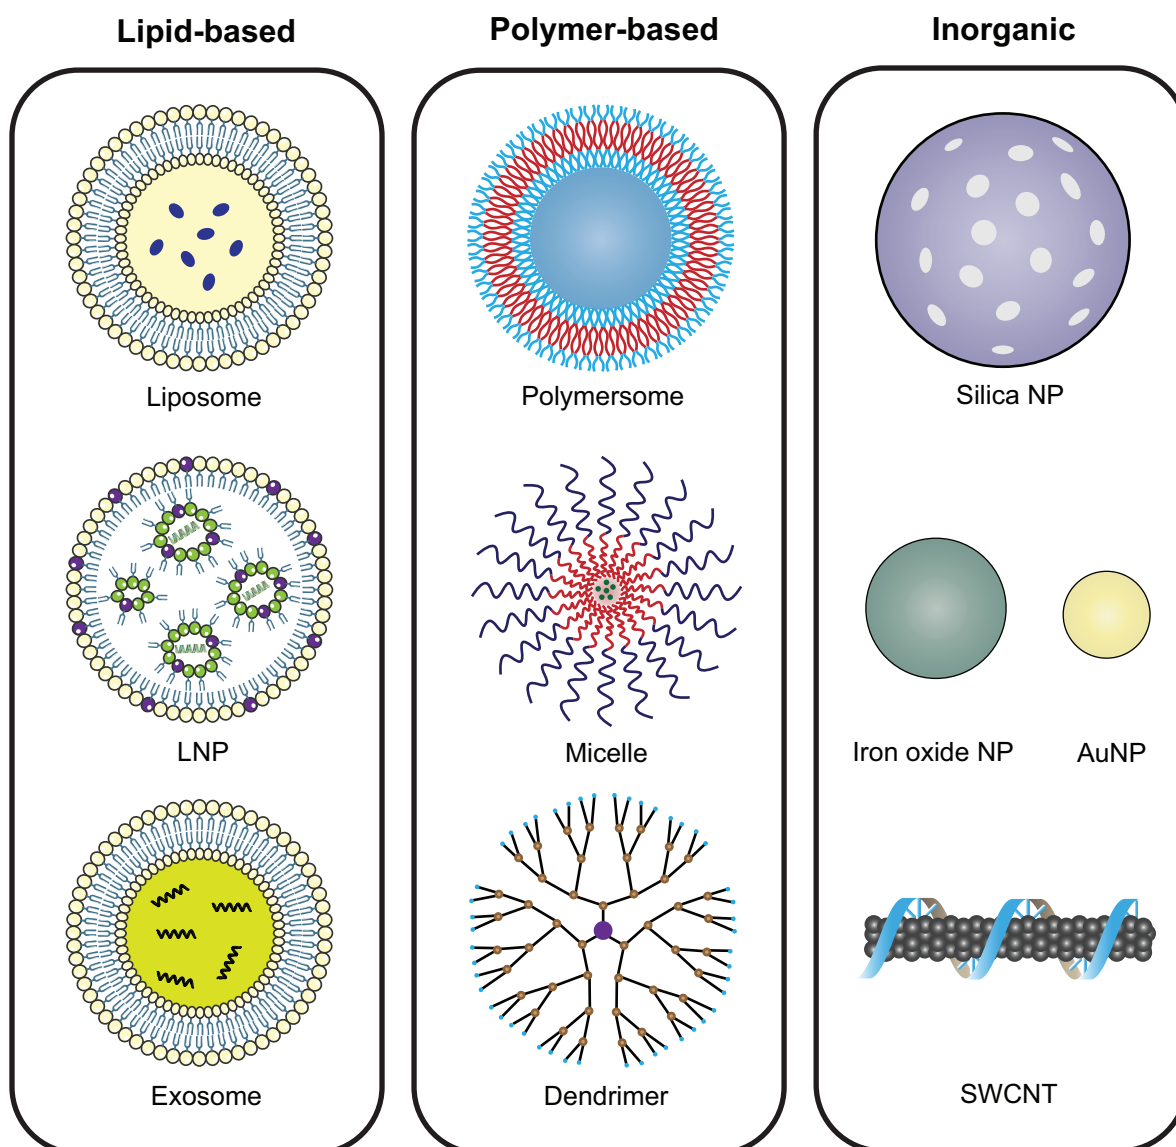 Lipid-based
Polymer-based
Inorganic
Liposome
Polymersome
Silica NP
LNP
Micelle
Iron oxide NP
AuNP
Exosome
Dendrimer
SWCNT